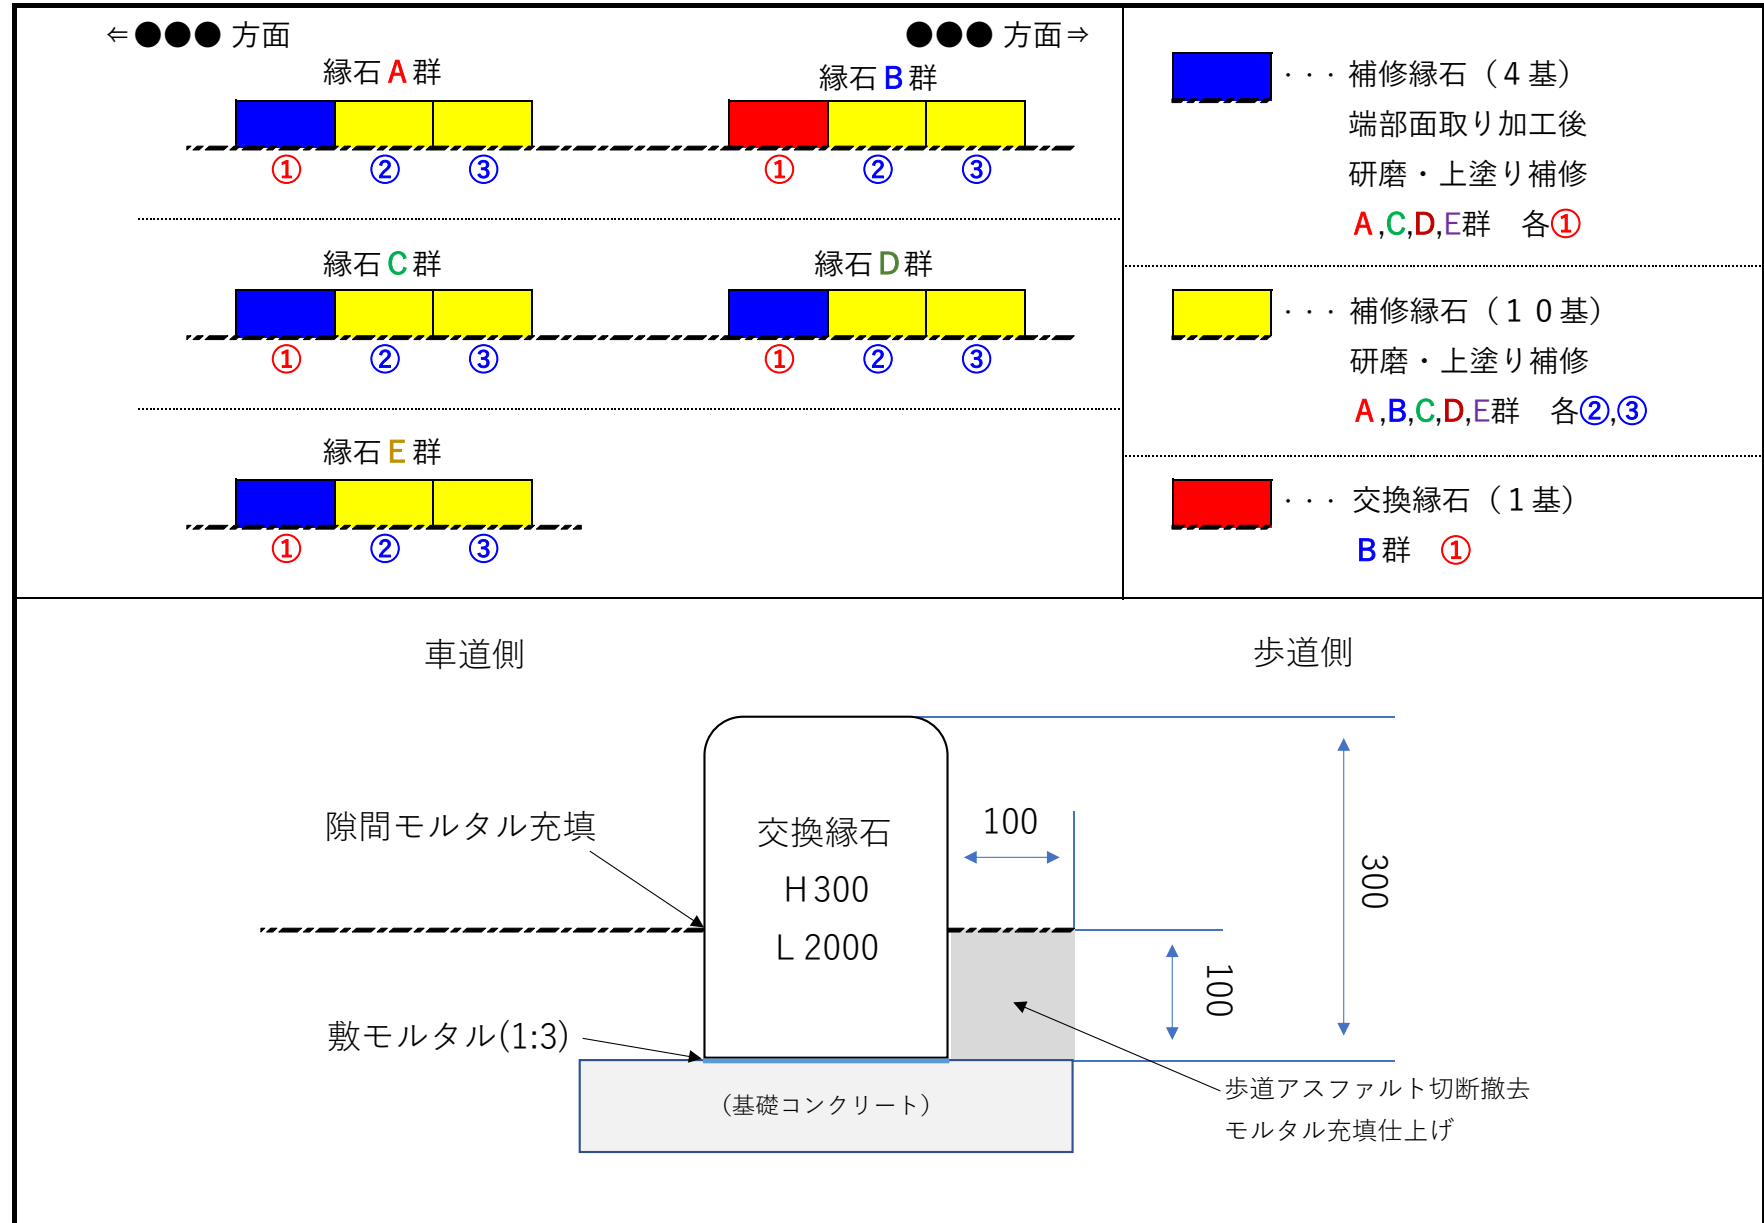 ⇐●●● 方面
●●● 方面⇒
縁石A群
縁石B群
① ② ③
① ② ③
縁石C群
縁石D群
① ② ③
① ② ③
縁石E群
① ② ③
・・・ 補修縁石（4基）
端部面取り加工後
研磨・上塗り補修
A,C,D,E群　各①
・・・ 補修縁石（１０基）
研磨・上塗り補修
A,B,C,D,E群　各②,③
・・・ 交換縁石（1基）
B群　①
車道側
歩道側
隙間モルタル充填
交換縁石
H300
L 2000
100
300
100
敷モルタル(1:3)
（基礎コンクリート）
歩道アスファルト切断撤去
モルタル充填仕上げ